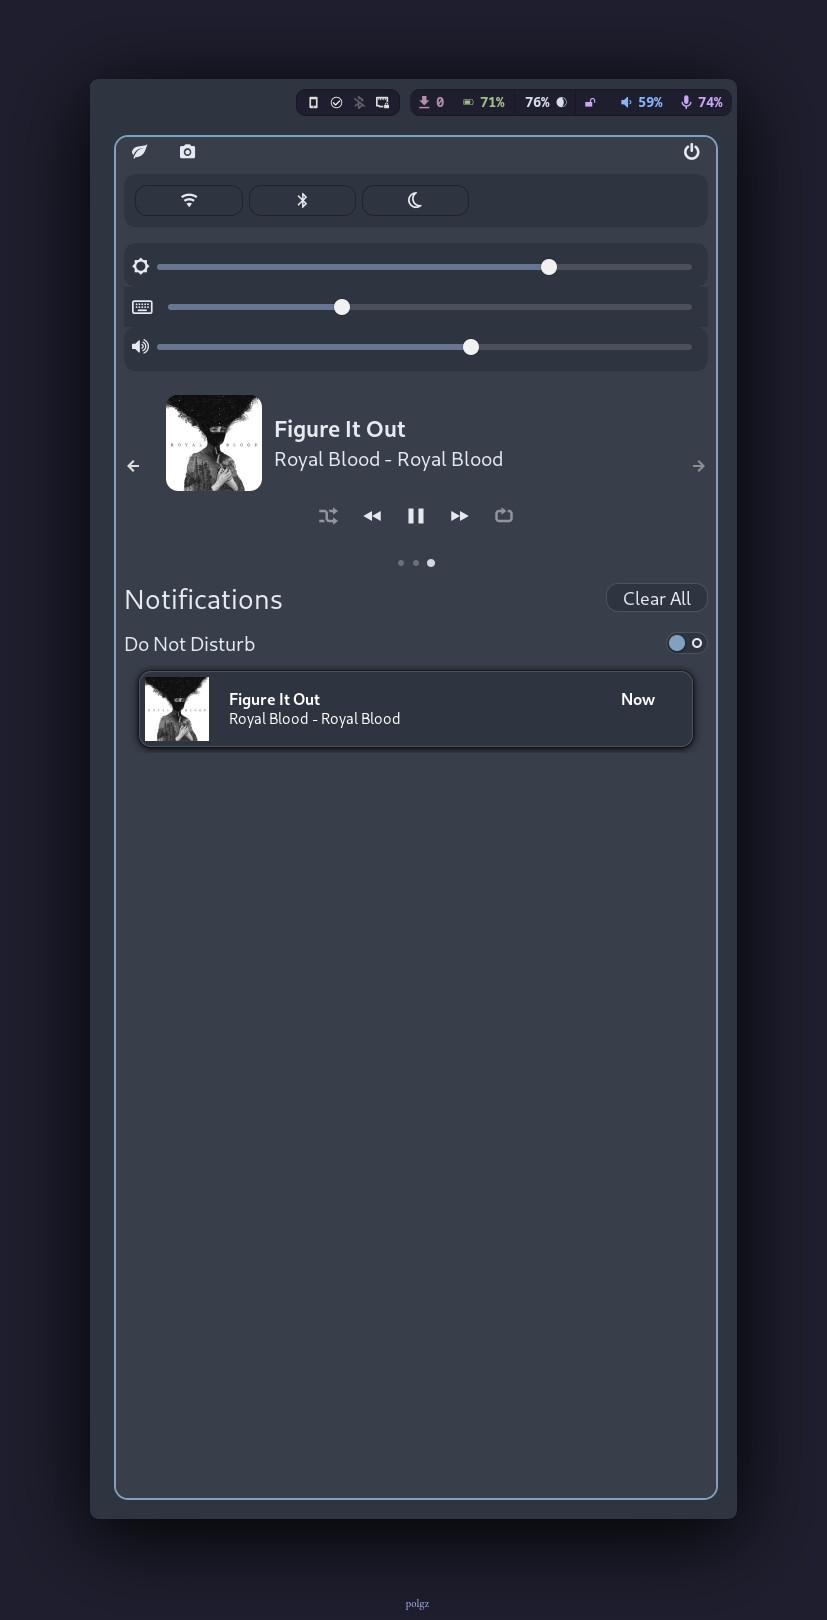 0 71% 76% 59% 74%
ROYAL BLOOD
Figure It Out
Royal Blood - Royal Blood
Notifications
Clear All
Do Not Disturb
Figure It Out
Now
Royal Blood - Royal Blood
polgz